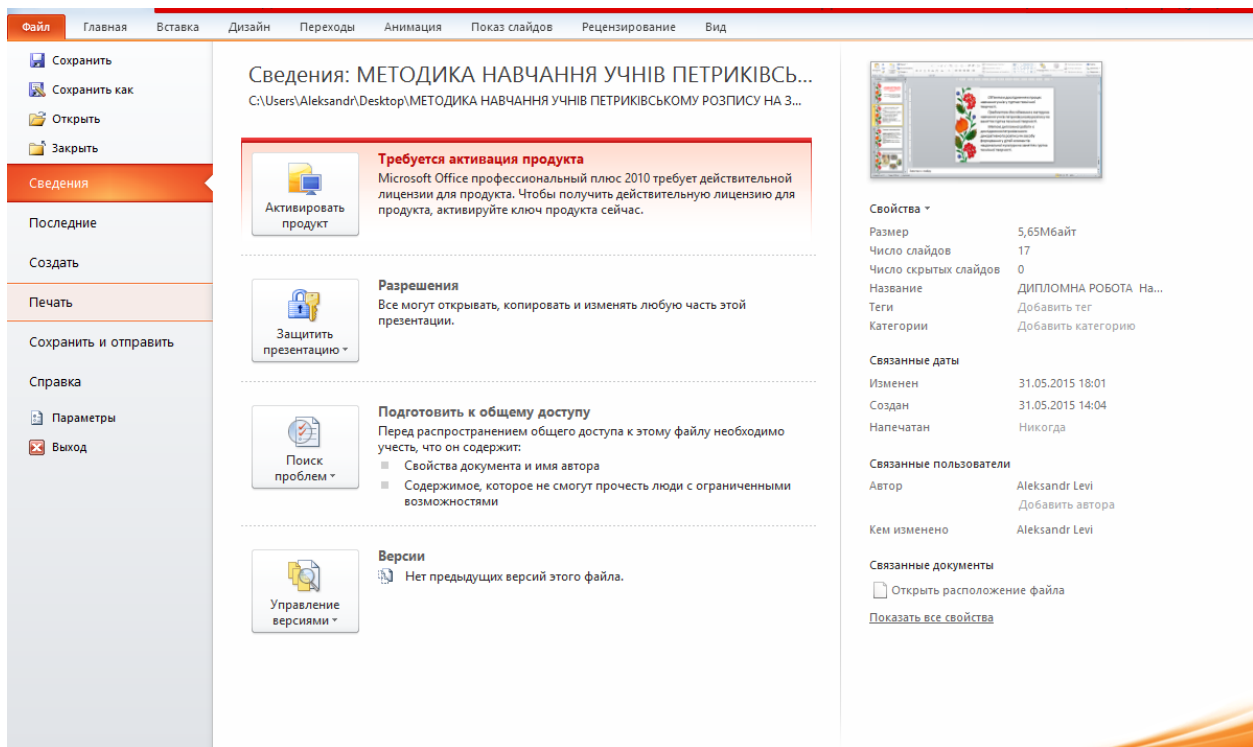 Файл Главная Вставка Дизайн Переходы Анимация Показ слайдов Рецензирование Вид
Сохранить
Сохранить как
Открыть
Закрыть
Сведения
Последние
Создать
Печать
Сохранить и отправить
Справка
Параметры
Выход
Сведения: МЕТОДИКА НАВЧАННЯ УЧНІВ ПЕТРИКІВСЬ...
C:\Users\Aleksandr\Desktop\МЕТОДИКА НАВЧАННЯ УЧНІВ ПЕТРИКІВСЬКОМУ РОЗПИСУ НА З...
Активировать
продукт
Требуется активация продукта
Microsoft Office профессиональный плюс 2010 требует действительной
лицензии для продукта. Чтобы получить действительную лицензию для
продукта, активируйте ключ продукта сейчас.
Защитить
презентацию
Разрешения
Все могут открывать, копировать и изменять любую часть этой
презентации.
Поиск
проблем
Подготовить к общему доступу
Перед распространением общего доступа к этому файлу необходимо
учесть, что он содержит:
Свойства документа и имя автора
Содержимое, которое не смогут прочесть люди с ограниченными
возможностями
Управление
версиями
Версии
Нет предыдущих версий этого файла.
Свойства
Размер 5,65Мбайт
Число слайдов 17
Число скрытых слайдов 0
Название ДИПЛОМНА РОБОТА На...
Теги Добавить тег
Категории Добавить категорию
Связанные даты
Изменен 31.05.2015 18:01
Создан 31.05.2015 14:04
Напечатан Никогда
Связанные пользователи
Автор Aleksandr Levi
Добавить автора
Кем изменено Aleksandr Levi
Связанные документы
Открыть расположение файла
Показать все свойства